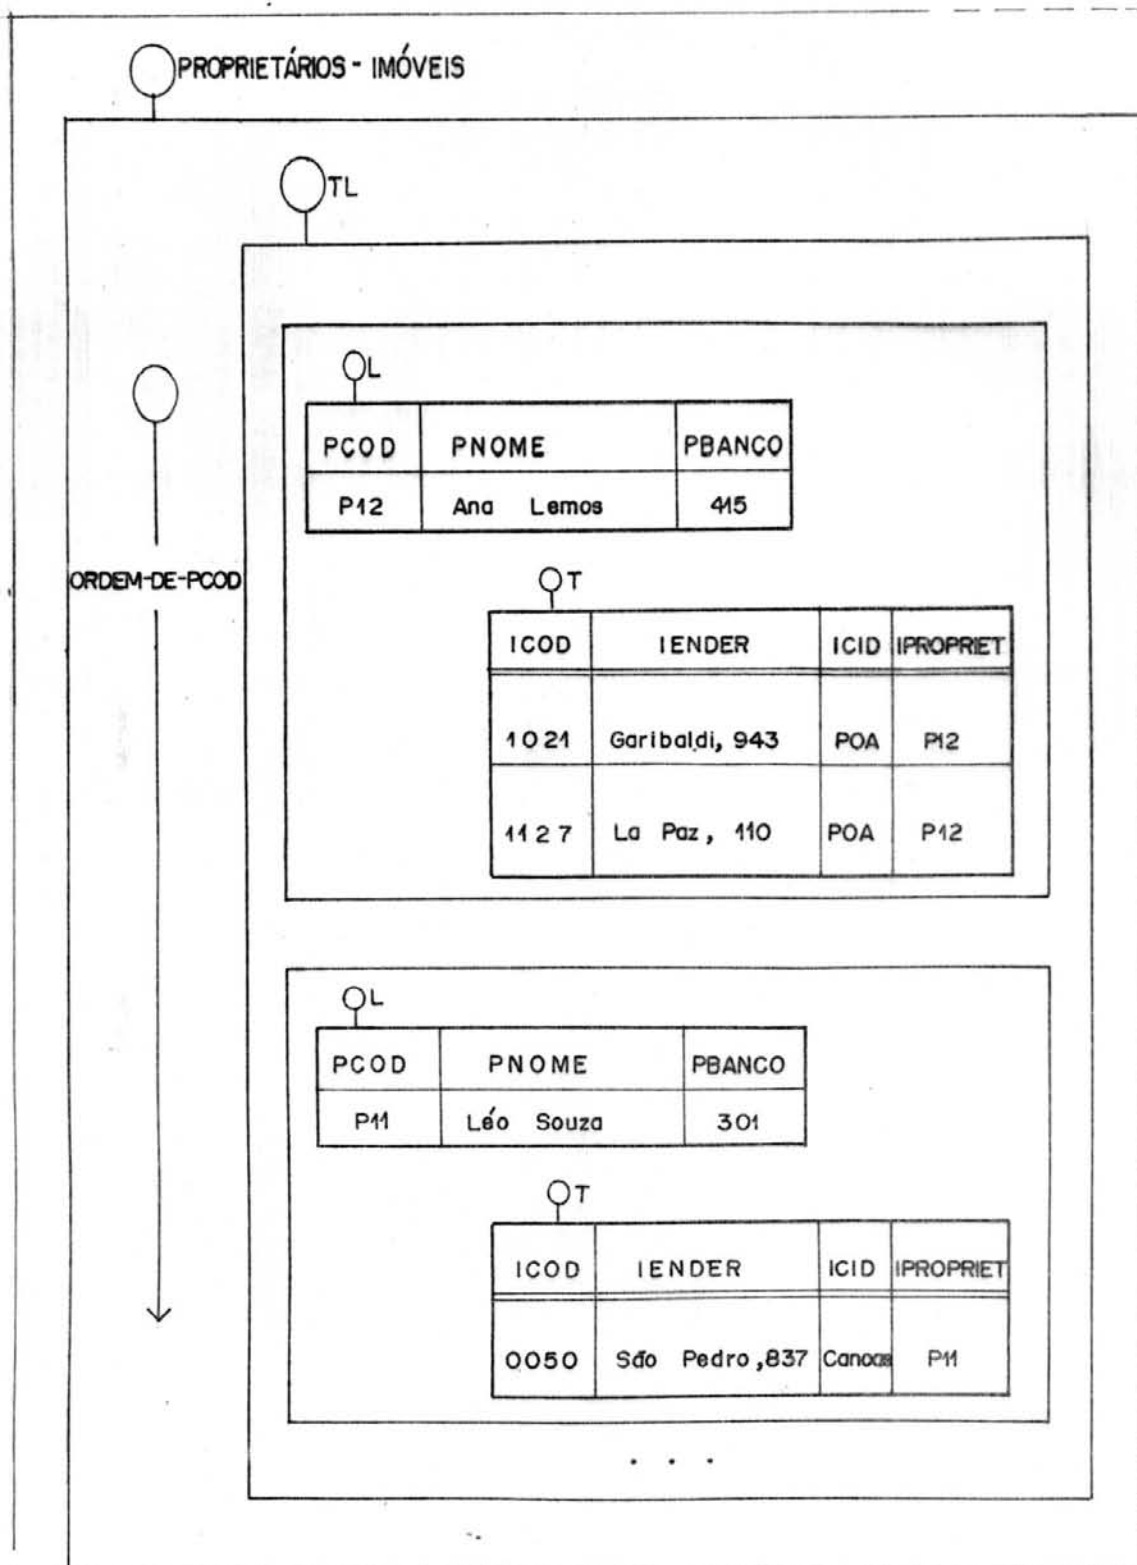 PROPRIETÁRIOS - IMÓVEIS
TL
L
PCOD PNOME PBANCO
P12 Ana Lemos 415
ORDEM-DE-PCOD
T
ICOD IENDER ICID IPROPRIET
1021 Garibaldi, 943 POA P12
1127 La Paz, 110 POA P12
L
PCOD PNOME PBANCO
P11 Léo Souza 301
T
ICOD IENDER ICID IPROPRIET
0050 São Pedro, 837 Canoas P11
. . .